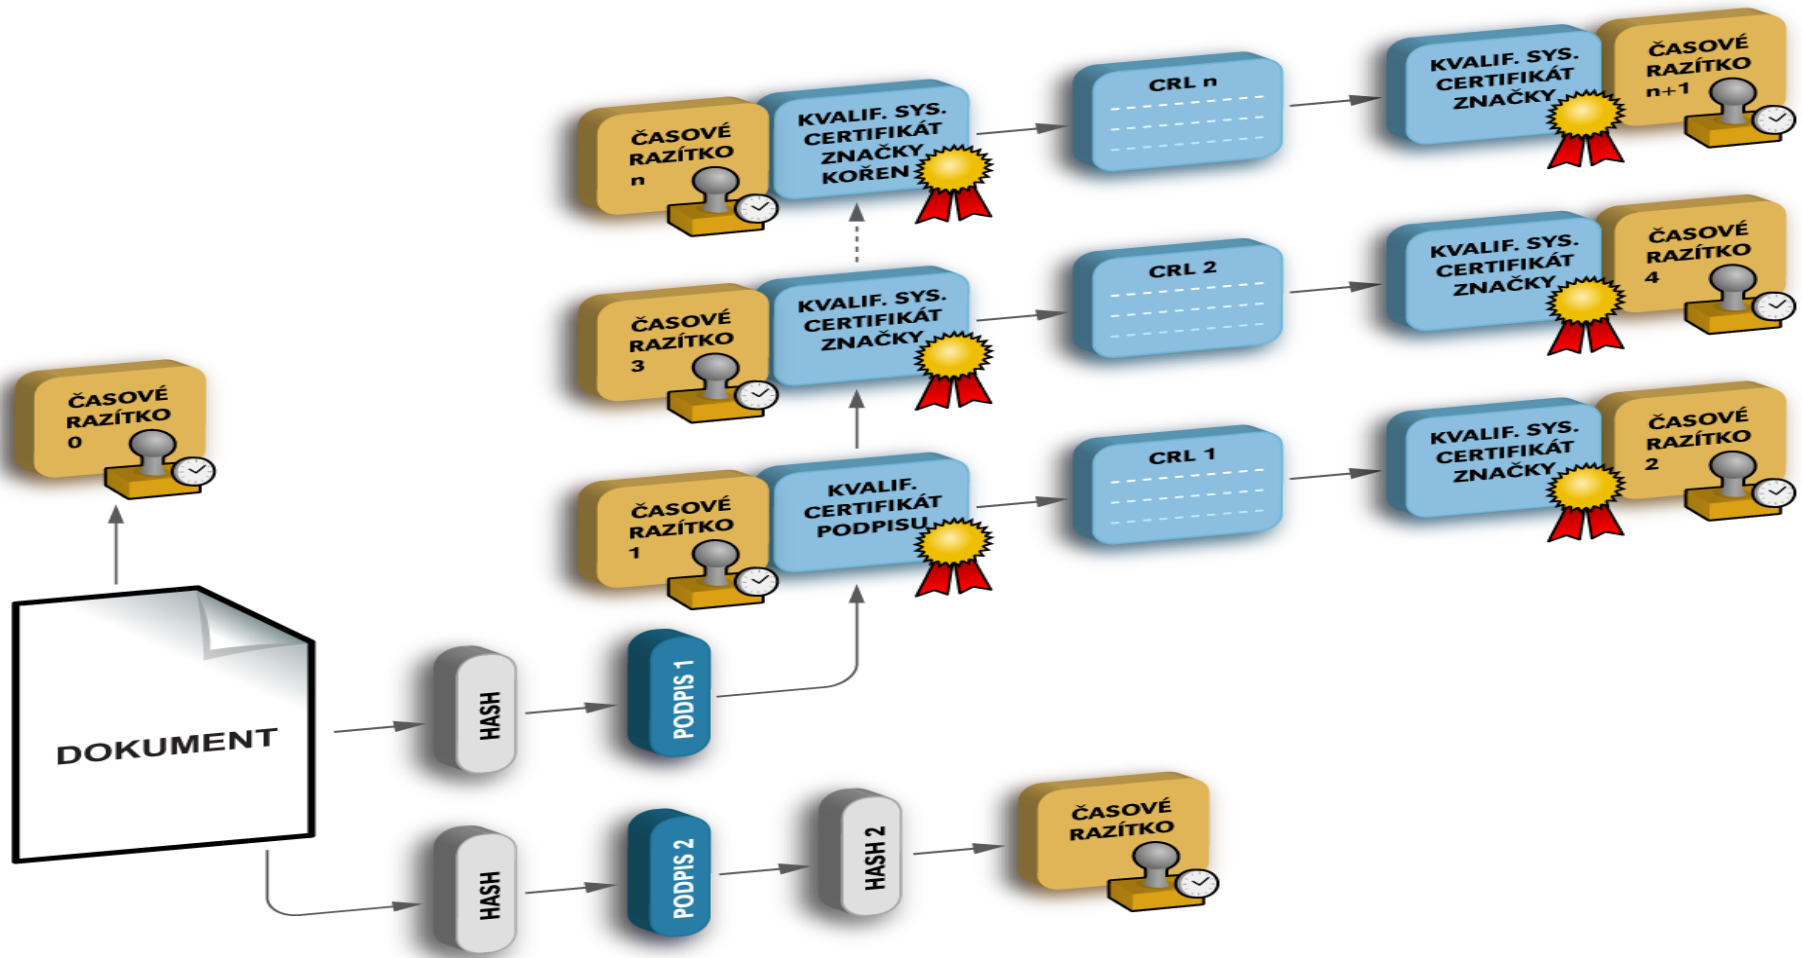 ČASOVÉ
RAZÍTKO
n
KVALIF. SYS.
CERTIFIKÁT
ZNAČKY
KOŘEN
CRL n
KVALIF. SYS.
CERTIFIKÁT
ZNAČKY
ČASOVÉ
RAZÍTKO
n+1
ČASOVÉ
RAZÍTKO
3
KVALIF. SYS.
CERTIFIKÁT
ZNAČKY
CRL 2
KVALIF. SYS.
CERTIFIKÁT
ZNAČKY
ČASOVÉ
RAZÍTKO
4
ČASOVÉ
RAZÍTKO
0
ČASOVÉ
RAZÍTKO
1
KVALIF.
CERTIFIKÁT
PODPISU
CRL 1
KVALIF. SYS.
CERTIFIKÁT
ZNAČKY
ČASOVÉ
RAZÍTKO
2
DOKUMENT
HASH
PODPIS 1
HASH
PODPIS 2
HASH 2
ČASOVÉ
RAZÍTKO